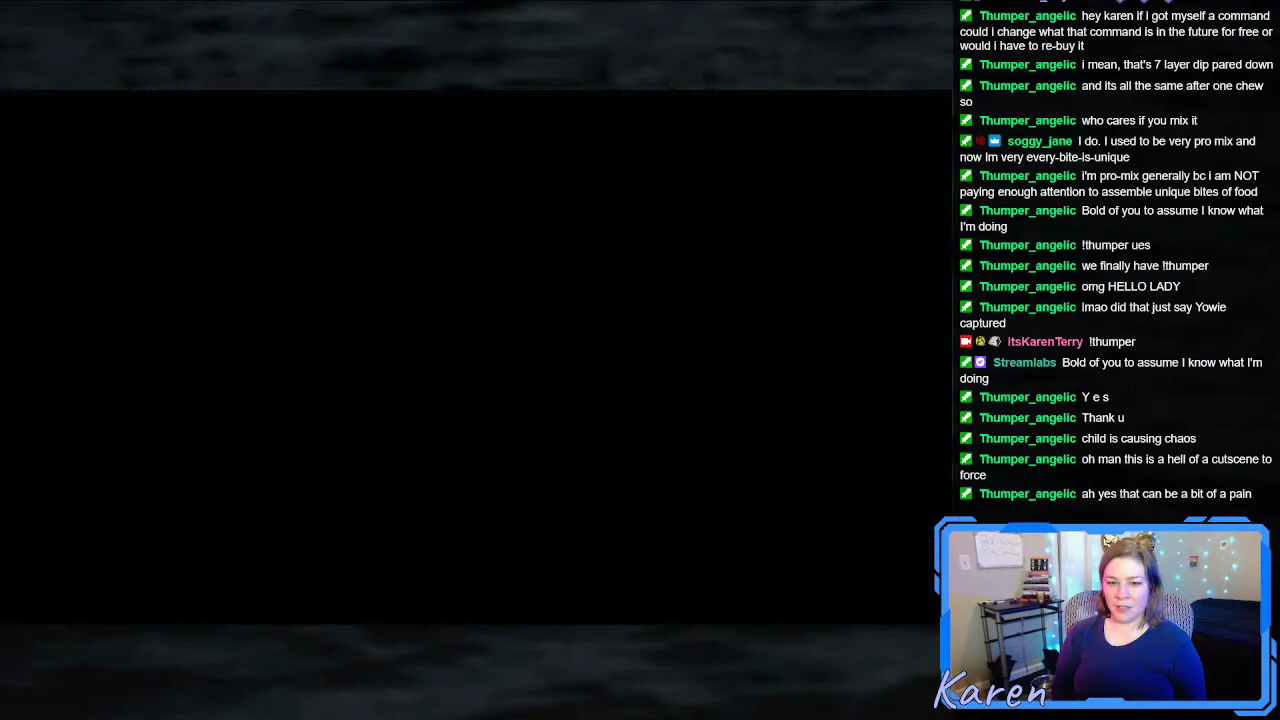 Thumper_angelic hey karen if i got myself a command
could i change what that command is in the future for free or
would i have to re-buy it
Thumper_angelic i mean, that's 7 layer dip pared down
Thumper_angelic and its all the same after one chew
so
Thumper_angelic who cares if you mix it
soggy_jane I do. I used to be very pro mix and
now Im very every-bite-is-unique
Thumper_angelic i'm pro-mix generally bc i am NOT
paying enough attention to assemble unique bites of food
Thumper_angelic Bold of you to assume I know what
I'm doing
Thumper_angelic !thumper ues
Thumper_angelic we finally have !thumper
Thumper_angelic omg HELLO LADY
Thumper_angelic lmao did that just say Yowie
captured
itsKarenTerry !thumper
Streamlabs Bold of you to assume I know what I'm
doing
Thumper_angelic Y e s
Thumper_angelic Thank u
Thumper_angelic child is causing chaos
Thumper_angelic oh man this is a hell of a cutscene to
force
Thumper_angelic ah yes that can be a bit of a pain
Karen